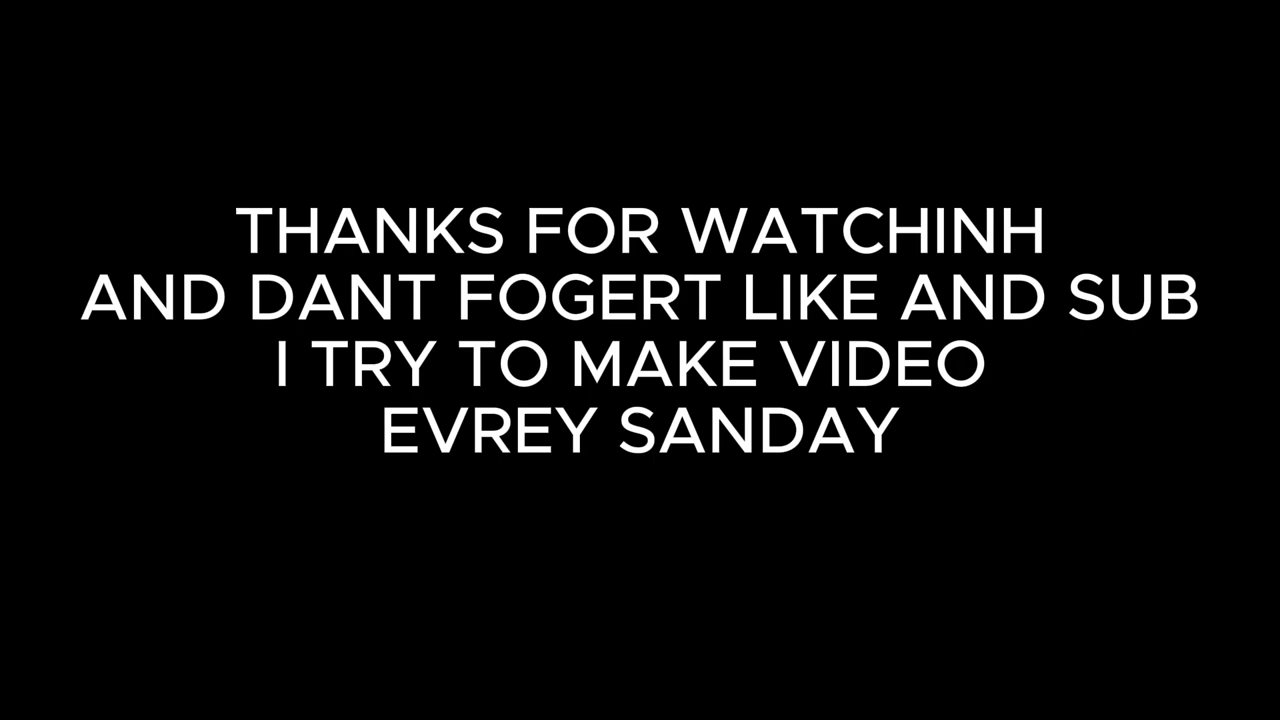 THANKS FOR WATCHINH
AND DANT FOGERT LIKE AND SUB
I TRY TO MAKE VIDEO
EVREY SANDAY